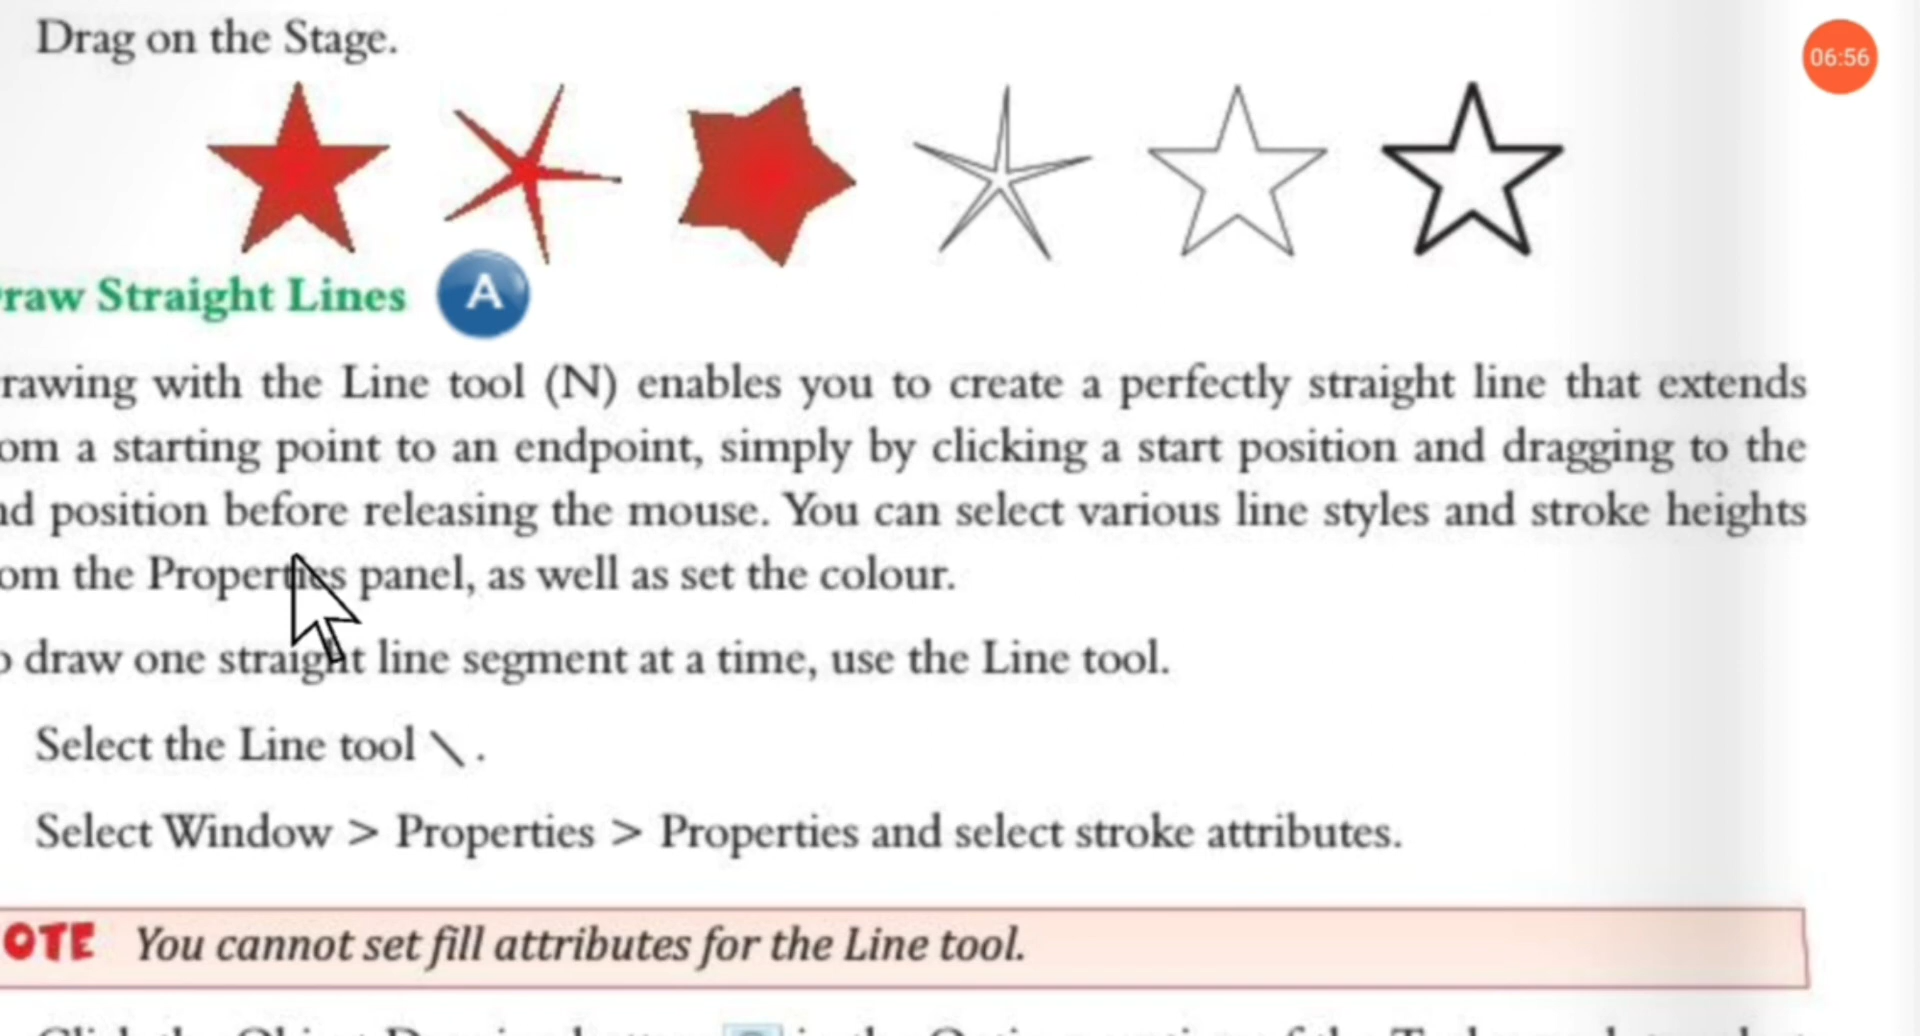 Drag on the Stage.
06:56
raw Straight Lines A
rawing with the Line tool (N) enables you to create a perfectly straight line that extends
om a starting point to an endpoint, simply by clicking a start position and dragging to the
nd position before releasing the mouse. You can select various line styles and stroke heights
om the Properties panel, as well as set the colour.
o draw one straight line segment at a time, use the Line tool.
Select the Line tool \ .
Select Window > Properties > Properties and select stroke attributes.
OTE You cannot set fill attributes for the Line tool.